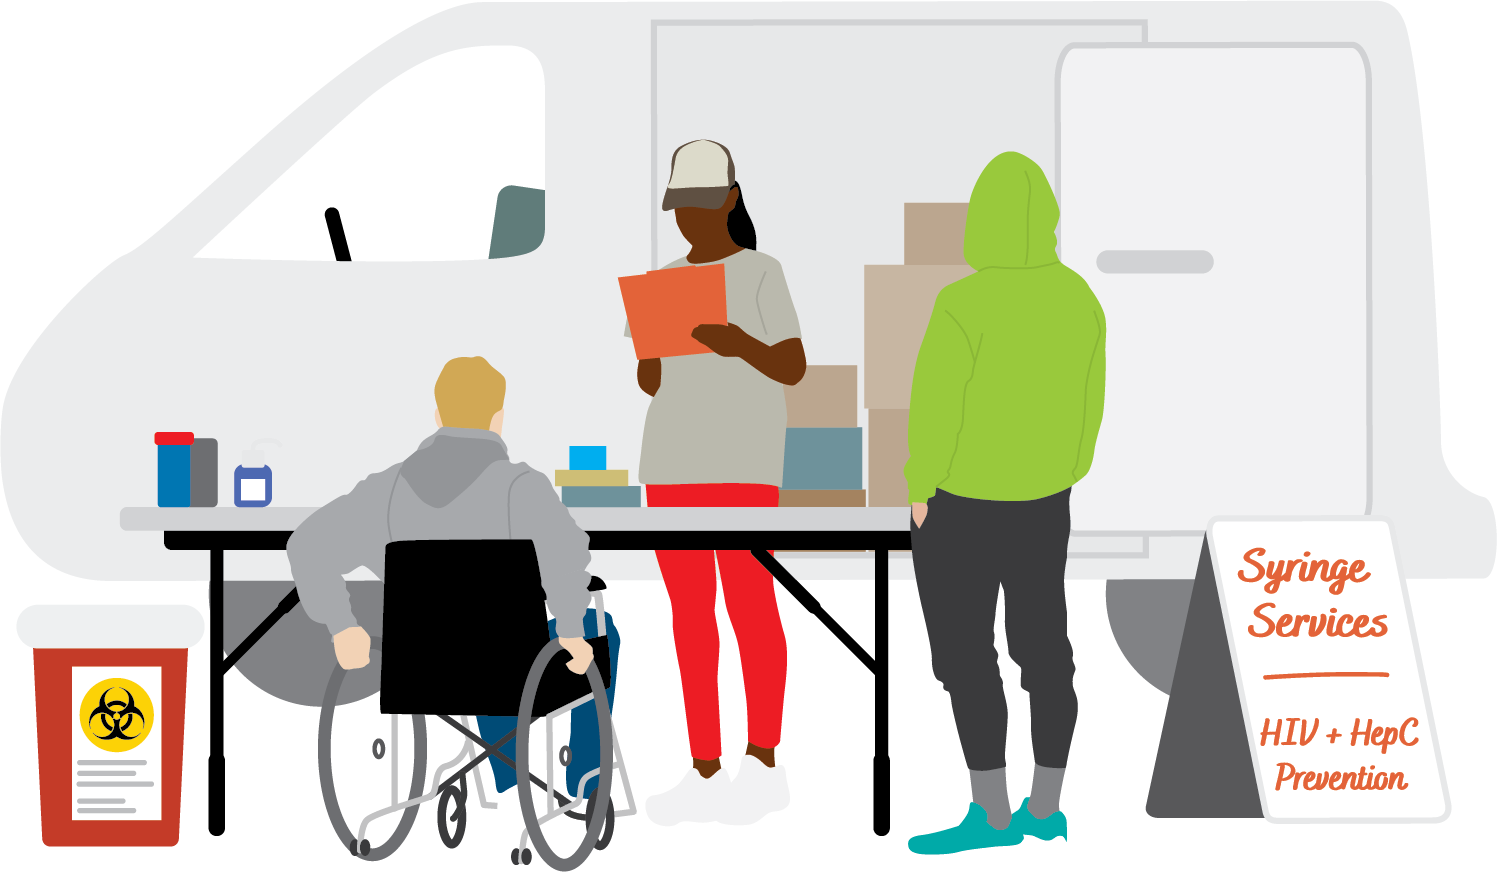 Syringe
Services
HIV + HepC
Prevention